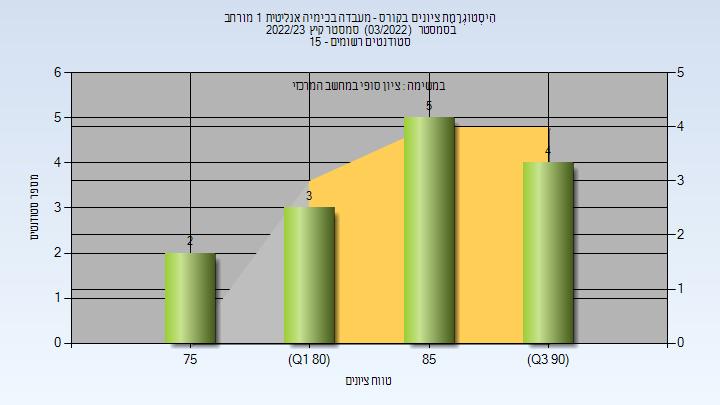 הִיסְטוֹגְרַמַת ציונים בקורס - מעבדה בכימיה אנליטית 1 מורחב
בסמסטר (03/2022) סמסטר קיץ 2022/23
סטודנטים רשומים - 15
במשימה : ציון סופי במחשב המרכזי
מספר סטודנטים
6
5
4
3
2
1
0
5
4
3
2
1
0
2
3
5
4
75
(Q1 80)
85
(Q3 90)
טווח ציונים